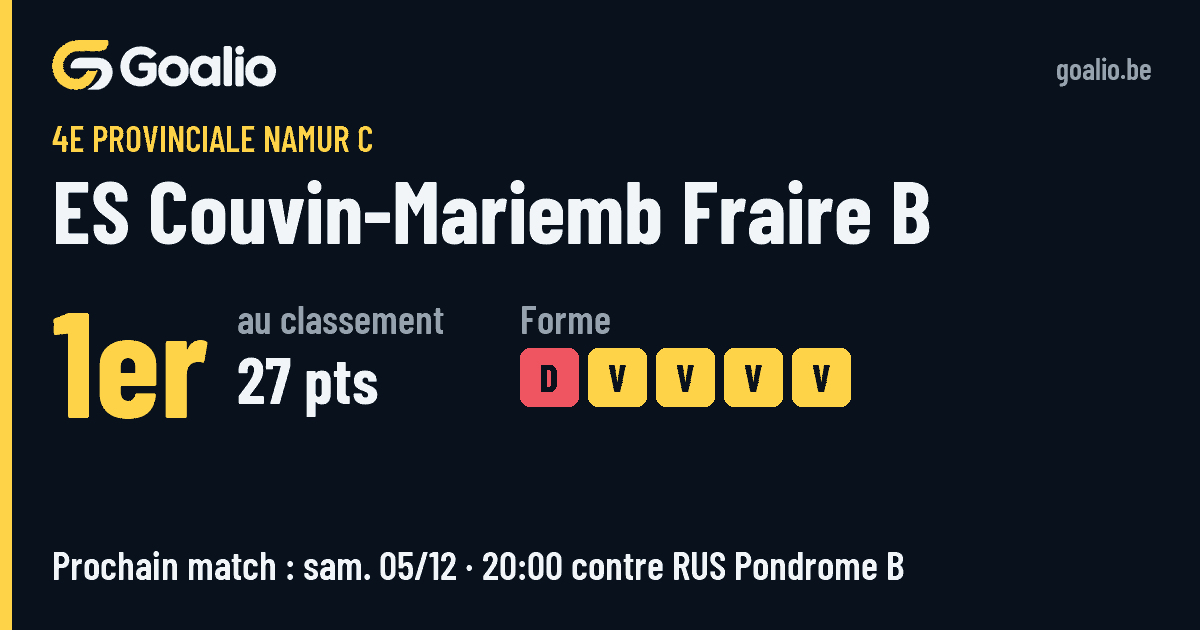 Goalio
goalio.be
4E PROVINCIALE NAMUR C
ES Couvin-Mariemb Fraire B
1er
au classement
27 pts
Forme
D V V V V
Prochain match : sam. 05/12 · 20:00 contre RUS Pondrome B